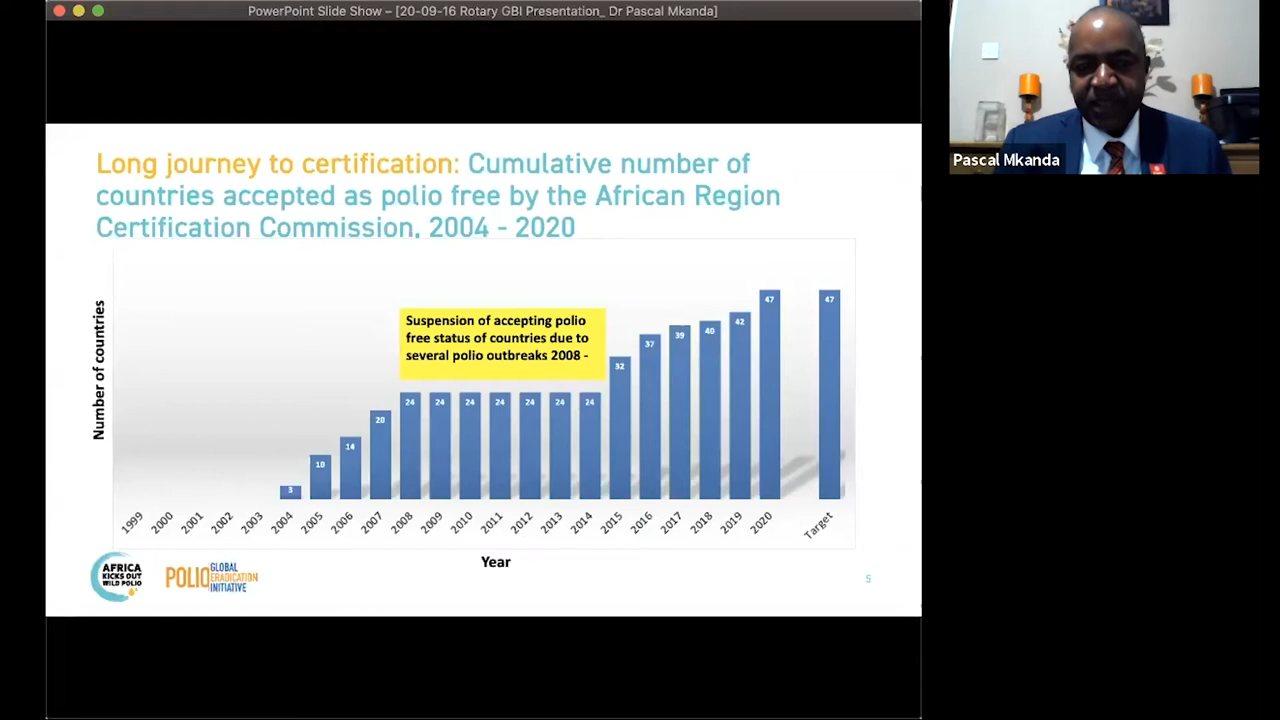 PowerPoint Slide Show - [20-09-16 Rotary GBI Presentation_ Dr Pascal Mkanda]
Pascal Mkanda
Long journey to certification: Cumulative number of
countries accepted as polio free by the African Region
Certification Commission, 2004 - 2020
Number of countries
Suspension of accepting polio
free status of countries due to
several polio outbreaks 2008 -
3
10
14
20
24
24
24
24
24
24
24
32
37
39
40
42
47
47
1999
2000
2001
2002
2003
2004
2005
2006
2007
2008
2009
2010
2011
2012
2013
2014
2015
2016
2017
2018
2019
2020
Target
Year
AFRICA
KICKS OUT
WILD POLIO
POLIO GLOBAL
ERADICATION
INITIATIVE
5